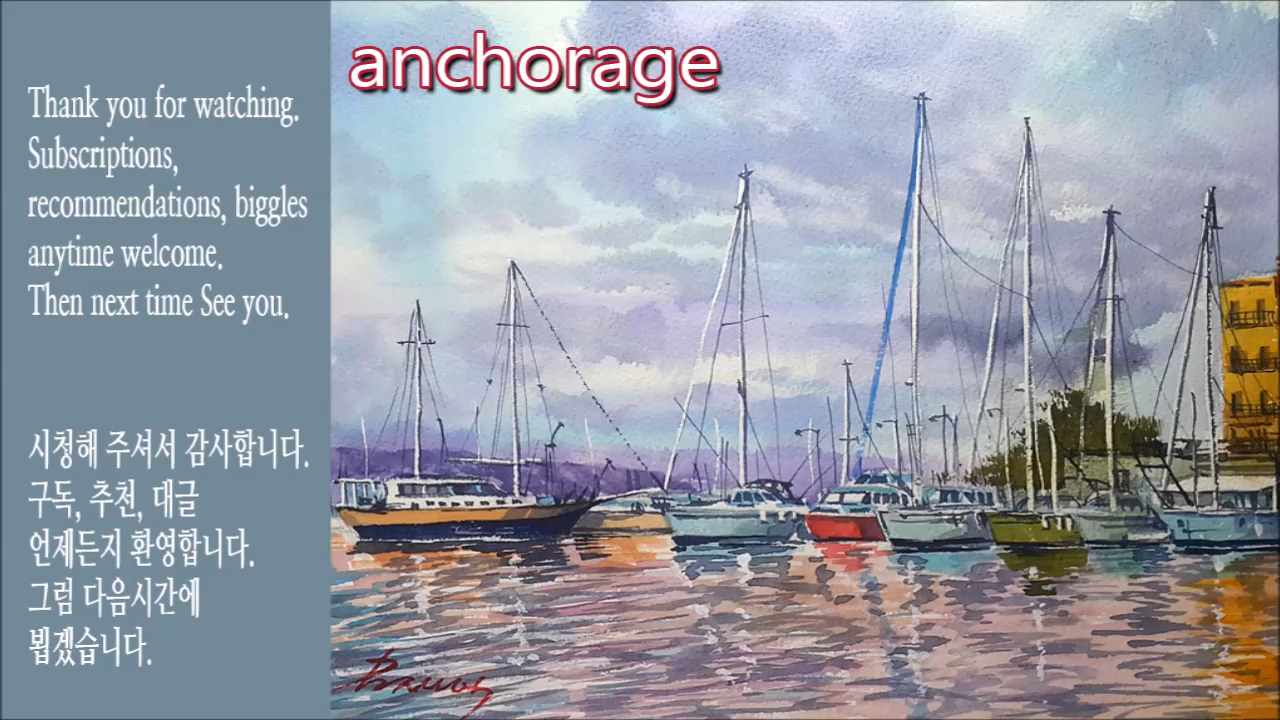 anchorage
Thank you for watching.
Subscriptions,
recommendations, biggles
anytime welcome.
Then next time See you.
시청해 주셔서 감사합니다.
구독, 추천, 대글
언제든지 환영합니다.
그럼 다음시간에
뵙겠습니다.